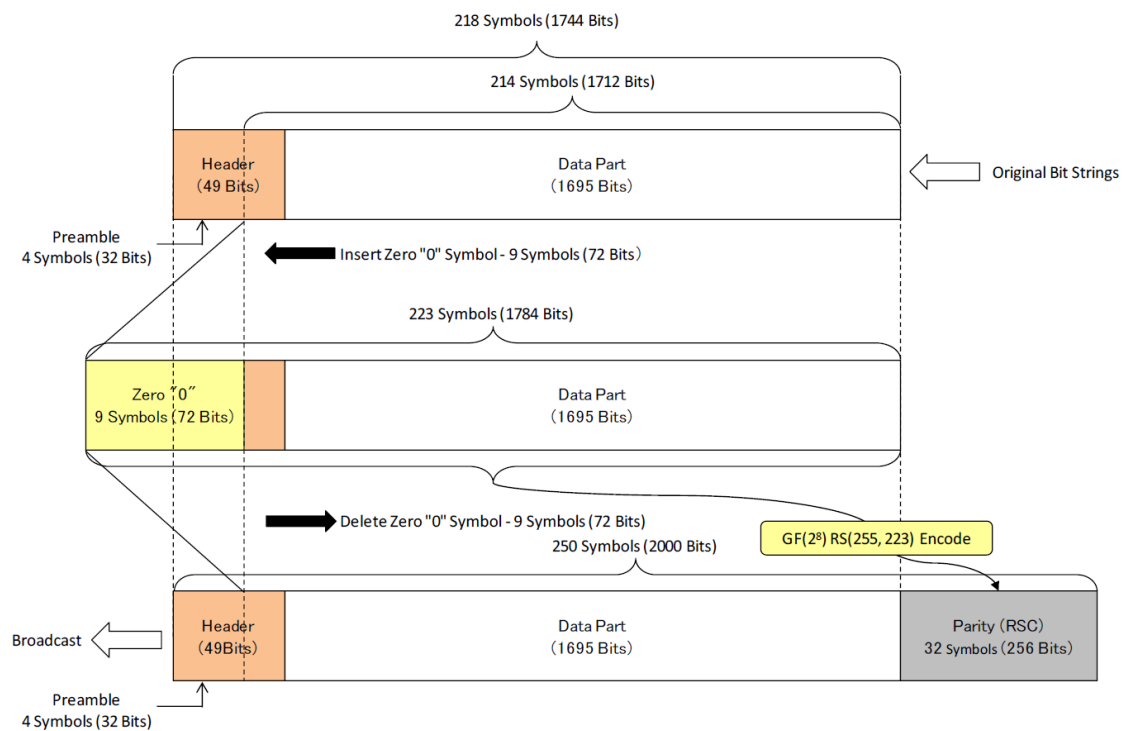 218 Symbols (1744 Bits)
214 Symbols (1712 Bits)
Header
(49 Bits)
Data Part
(1695 Bits)
Original Bit Strings
Preamble
4 Symbols (32 Bits)
Insert Zero "0" Symbol - 9 Symbols (72 Bits)
223 Symbols (1784 Bits)
Zero "0"
9 Symbols (72 Bits)
Data Part
(1695 Bits)
Delete Zero "0" Symbol - 9 Symbols (72 Bits)
GF(2⁸) RS(255, 223) Encode
250 Symbols (2000 Bits)
Broadcast
Header
(49Bits)
Data Part
(1695 Bits)
Parity (RSC)
32 Symbols (256 Bits)
Preamble
4 Symbols (32 Bits)